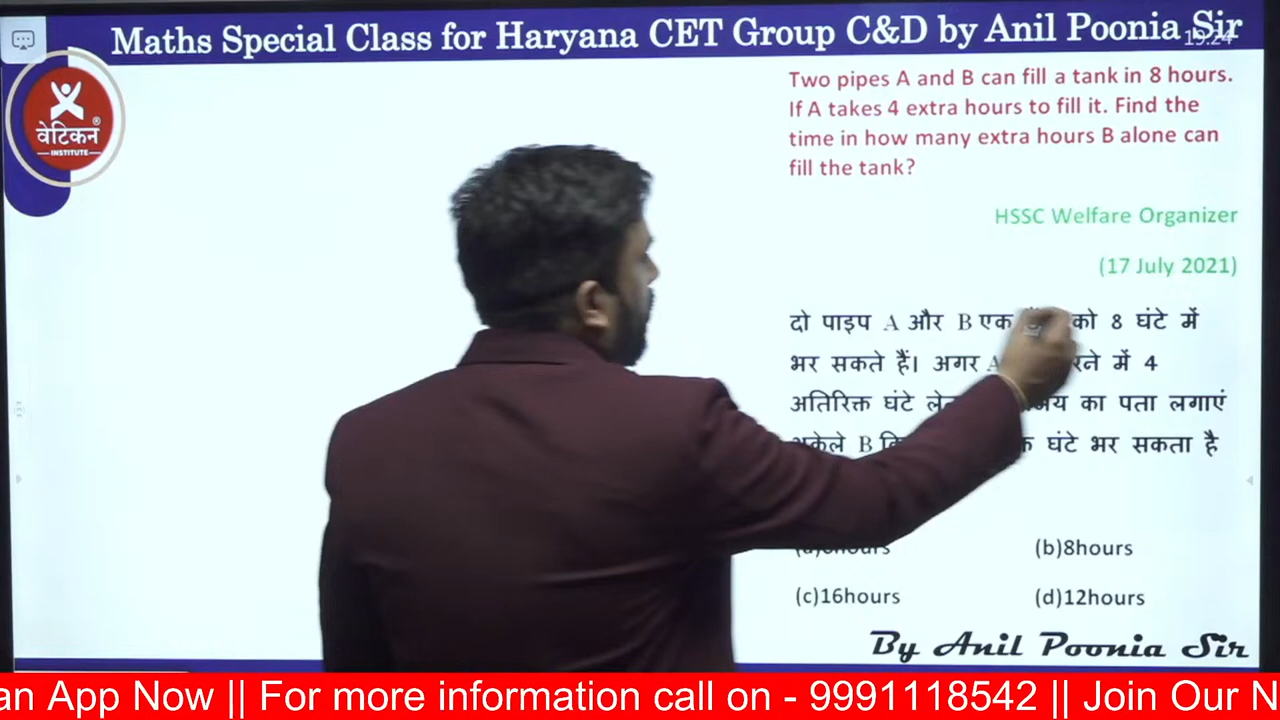 Maths Special Class for Haryana CET Group C&D by Anil Poonia Sir
19:24
वेटिकन
INSTITUTE
Two pipes A and B can fill a tank in 8 hours.
If A takes 4 extra hours to fill it. Find the
time in how many extra hours B alone can
fill the tank?
HSSC Welfare Organizer
(17 July 2021)
दो पाइप A और B एक को 8 घंटे में
भर सकते हैं। अगर A में 4
अतिरिक्त घंटे का पता लगाएं
अकेले B घंटे भर सकता है
(b)8hours
(c)16hours
(d)12hours
By Anil Poonia Sir
an App Now || For more information call on - 9991118542 || Join Our N